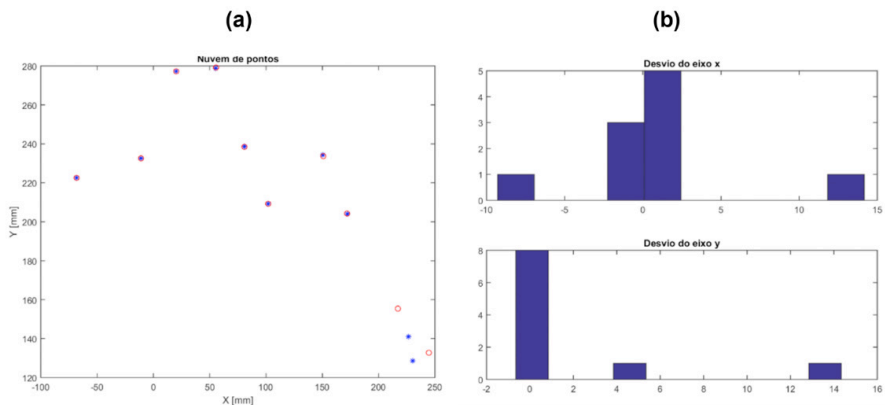 (a)
Nuvem de pontos
280
260
240
220
200
180
160
140
120
Y [mm]
-100 -50 0 50 100 150 200 250
X [mm]
(b)
Desvio do eixo x
5
4
3
2
1
0
-10 -5 0 5 10 15
Desvio do eixo y
8
6
4
2
0
-2 0 2 4 6 8 10 12 14 16